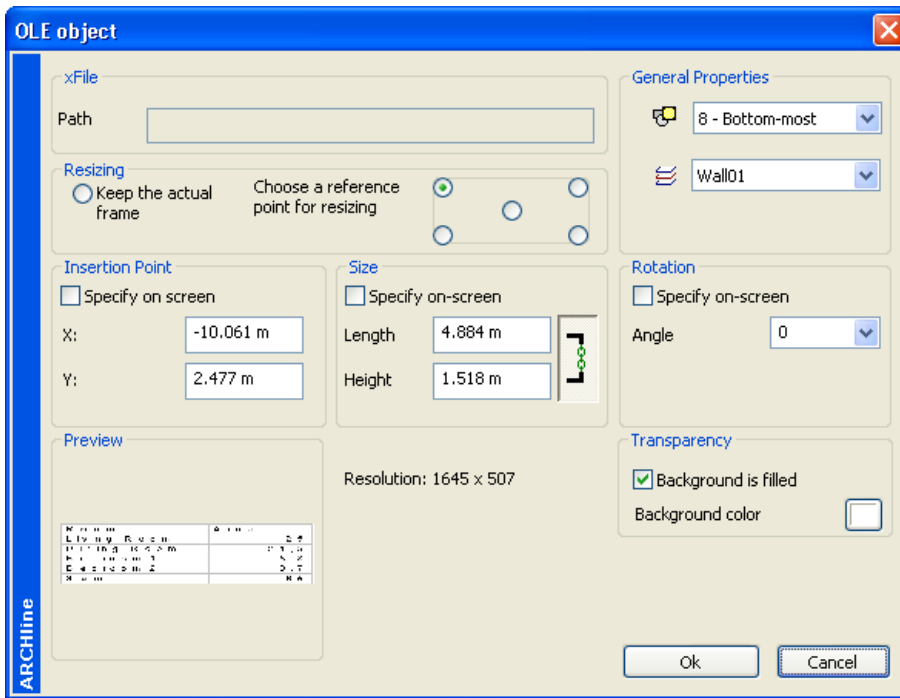 OLE object
xFile
Path
General Properties
8 - Bottom-most
Wall01
Resizing
Keep the actual
frame
Choose a reference
point for resizing
Insertion Point
Specify on screen
X:
-10.061 m
Y:
2.477 m
Size
Specify on-screen
Length
4.884 m
Height
1.518 m
Rotation
Specify on-screen
Angle
0
Preview
Living Room
Resolution: 1645 x 507
Transparency
Background is filled
Background color
ARCHline
Ok
Cancel